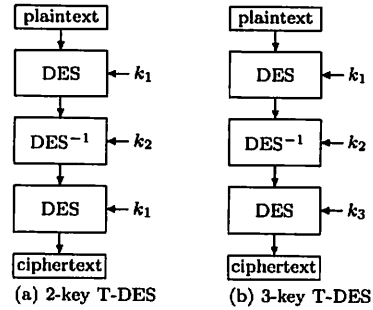 plaintext
DES
k₁
DES⁻¹
k₂
DES
k₁
ciphertext
(a) 2-key T-DES
plaintext
DES
k₁
DES⁻¹
k₂
DES
k₃
ciphertext
(b) 3-key T-DES